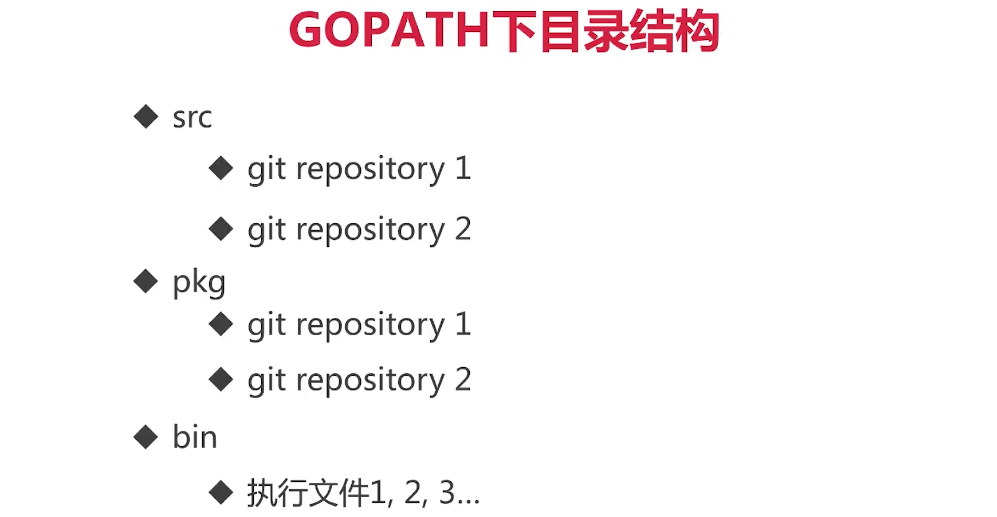 GOPATH下目录结构
◆ src
◆ git repository 1
◆ git repository 2
◆ pkg
◆ git repository 1
◆ git repository 2
◆ bin
◆ 执行文件1, 2, 3...